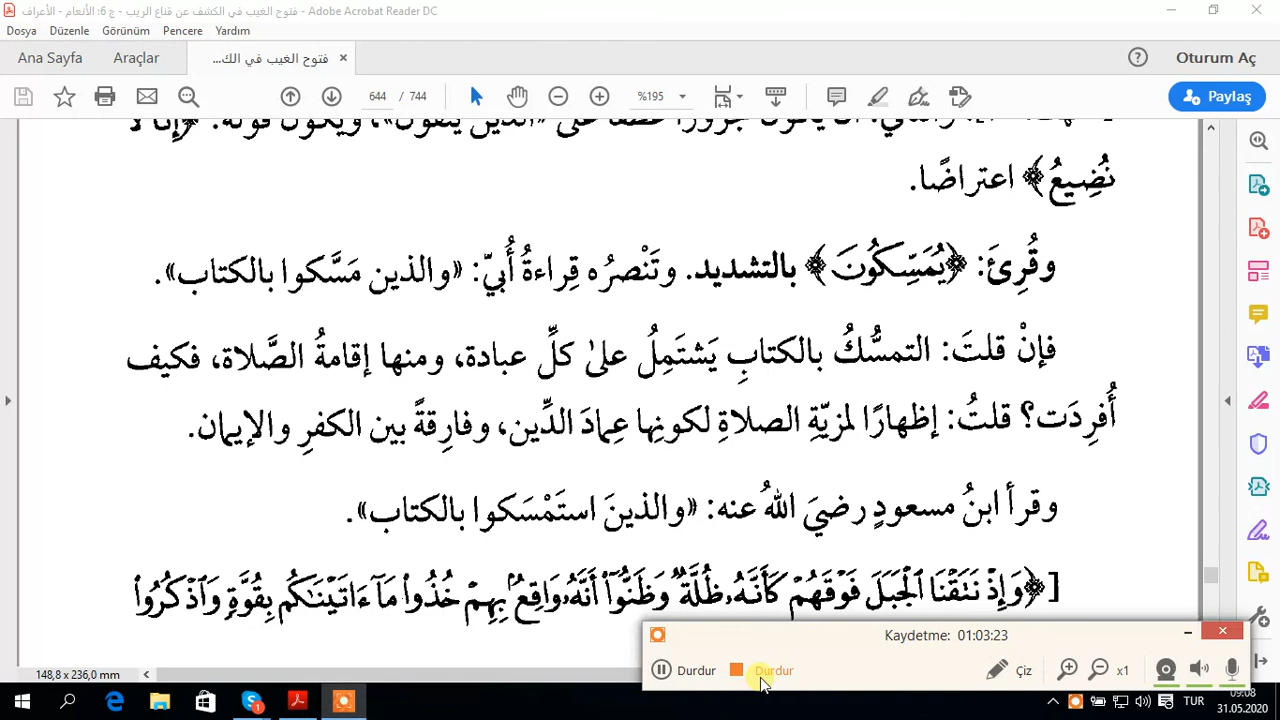 فتوح الغيب في الكشف عن قناع الريب - ج 6: الأنعام - الأعراف - Adobe Acrobat Reader DC
Dosya Düzenle Görünüm Pencere Yardım
Ana Sayfa Araçlar فتوح الغيب في الك... × Oturum Aç
644 / 744 %195 Paylaş
«الذين يتقون»، ويكون قوله: ﴿إِنَّا لَا
نُضِيعُ﴾ اعتراضًا.
وقُرِئَ: ﴿يُمَسِّكُونَ﴾ بالتشديد. وتَنْصرُه قِراءةُ أُبيّ: «والذين مَسَّكوا بالكتاب».
فإنْ قلتَ: التمسُّكُ بالكتابِ يَشتَمِلُ علىٰ كلِّ عبادة، ومنها إقامةُ الصَّلاة، فكيف
أُفرِدَت؟ قلتُ: إظهارًا لمزيّةِ الصلاةِ لكونِها عِمادَ الدِّين، وفارِقةً بين الكفرِ والإيمان.
وقرأ ابنُ مسعودٍ رضيَ اللهُ عنه: «والذينَ استَمْسَكوا بالكتاب».
[﴿وَإِذْ نَتَقْنَا ٱلْجَبَلَ فَوْقَهُمْ كَأَنَّهُۥ ظُلَّةٌ وَظَنُّوٓا۟ أَنَّهُۥ وَاقِعٌۢ بِهِمْ خُذُوا۟ مَآ ءَاتَيْنَـٰكُم بِقُوَّةٍ وَٱذْكُرُوا۟
Kaydetme: 01:03:23
Durdur Durdur Çiz x1
148,8 x 236,0 mm
TUR 09:08
31.05.2020